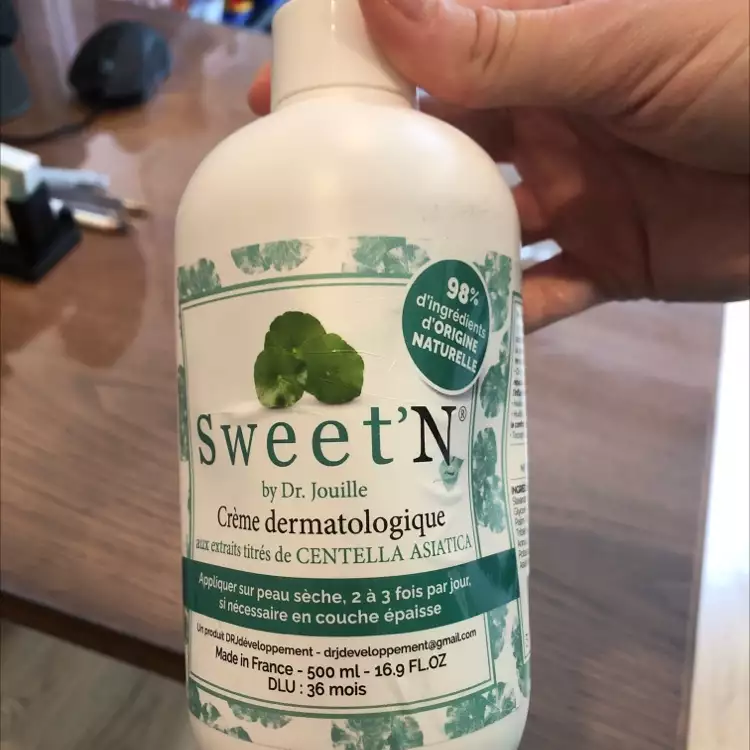 98%
d'ingrédients
d'ORIGINE
NATURELLE
Sweet'N®
by Dr. Jouille
Crème dermatologique
aux extraits titrés de CENTELLA ASIATICA
Appliquer sur peau sèche, 2 à 3 fois par jour,
si nécessaire en couche épaisse
Un produit DRJdéveloppement - drjdeveloppement@gmail.com
Made in France - 500 ml - 16.9 FL.OZ
DLU : 36 mois